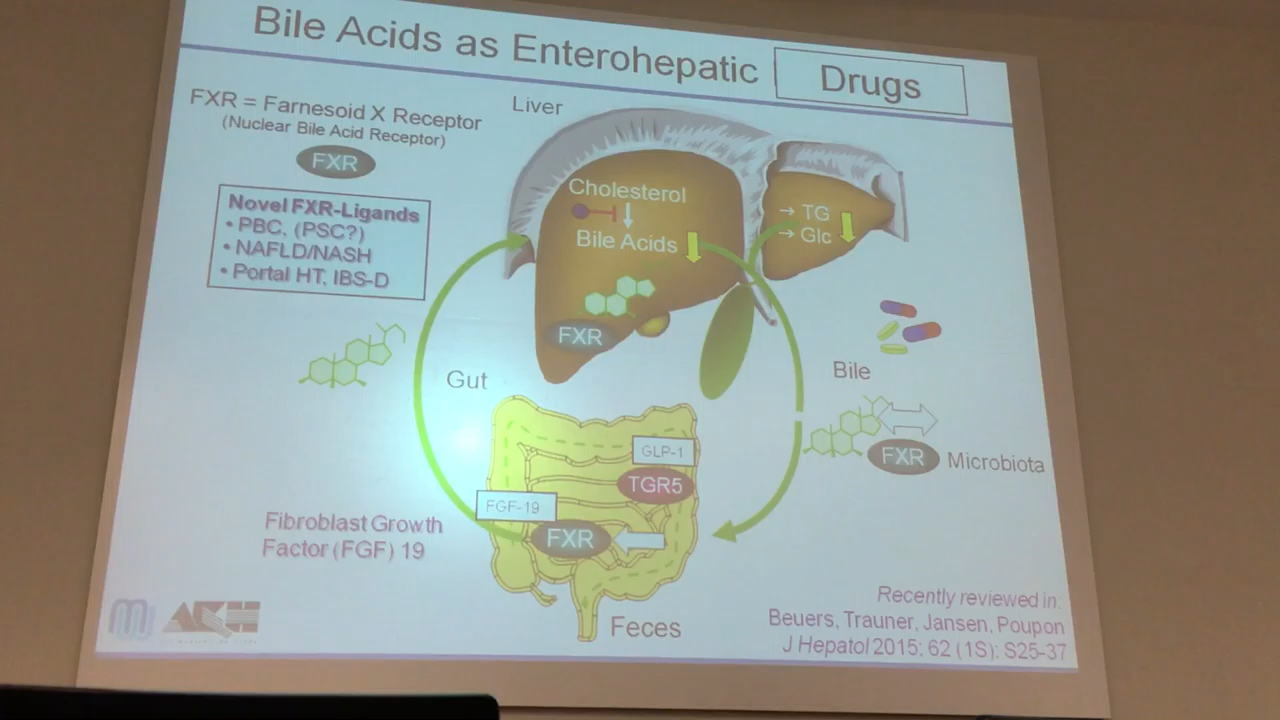 Bile Acids as Enterohepatic Drugs
FXR = Farnesoid X Receptor
(Nuclear Bile Acid Receptor)
FXR
Novel FXR-Ligands
• PBC, (PSC?)
• NAFLD/NASH
• Portal HT, IBS-D
Liver
Cholesterol
Bile Acids
→ TG
→ Glc
FXR
Gut
Bile
FXR
Microbiota
GLP-1
TGR5
FGF-19
FXR
Fibroblast Growth
Factor (FGF) 19
Feces
AKH
Recently reviewed in:
Beuers, Trauner, Jansen, Poupon
J Hepatol 2015; 62 (1S): S25-37